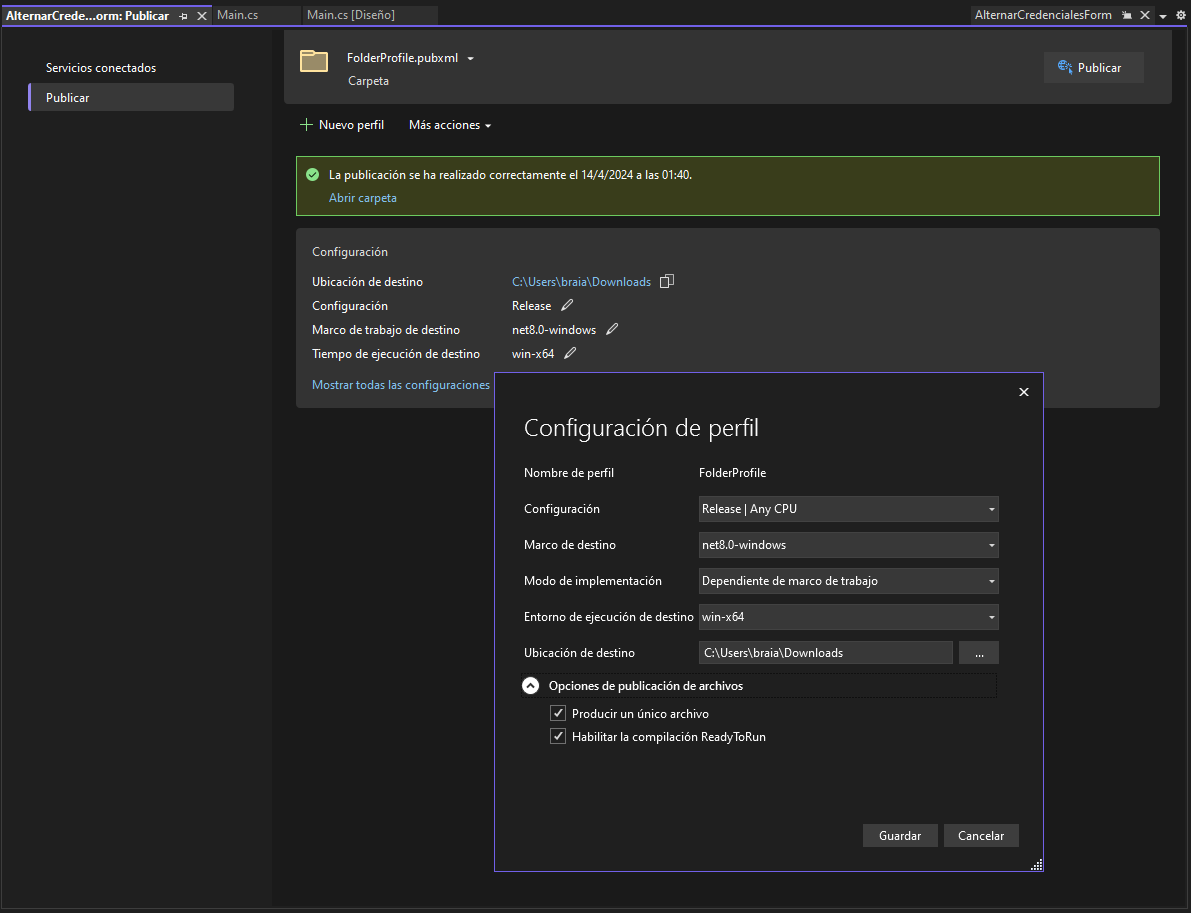 AlternarCrede...orm: Publicar
Main.cs
Main.cs [Diseño]
AlternarCredencialesForm
Servicios conectados
Publicar
FolderProfile.pubxml
Carpeta
Publicar
Nuevo perfil
Más acciones
La publicación se ha realizado correctamente el 14/4/2024 a las 01:40.
Abrir carpeta
Configuración
Ubicación de destino C:\Users\braia\Downloads
Configuración Release
Marco de trabajo de destino net8.0-windows
Tiempo de ejecución de destino win-x64
Mostrar todas las configuraciones
Configuración de perfil
Nombre de perfil FolderProfile
Configuración Release | Any CPU
Marco de destino net8.0-windows
Modo de implementación Dependiente de marco de trabajo
Entorno de ejecución de destino win-x64
Ubicación de destino C:\Users\braia\Downloads ...
Opciones de publicación de archivos
Producir un único archivo
Habilitar la compilación ReadyToRun
Guardar Cancelar